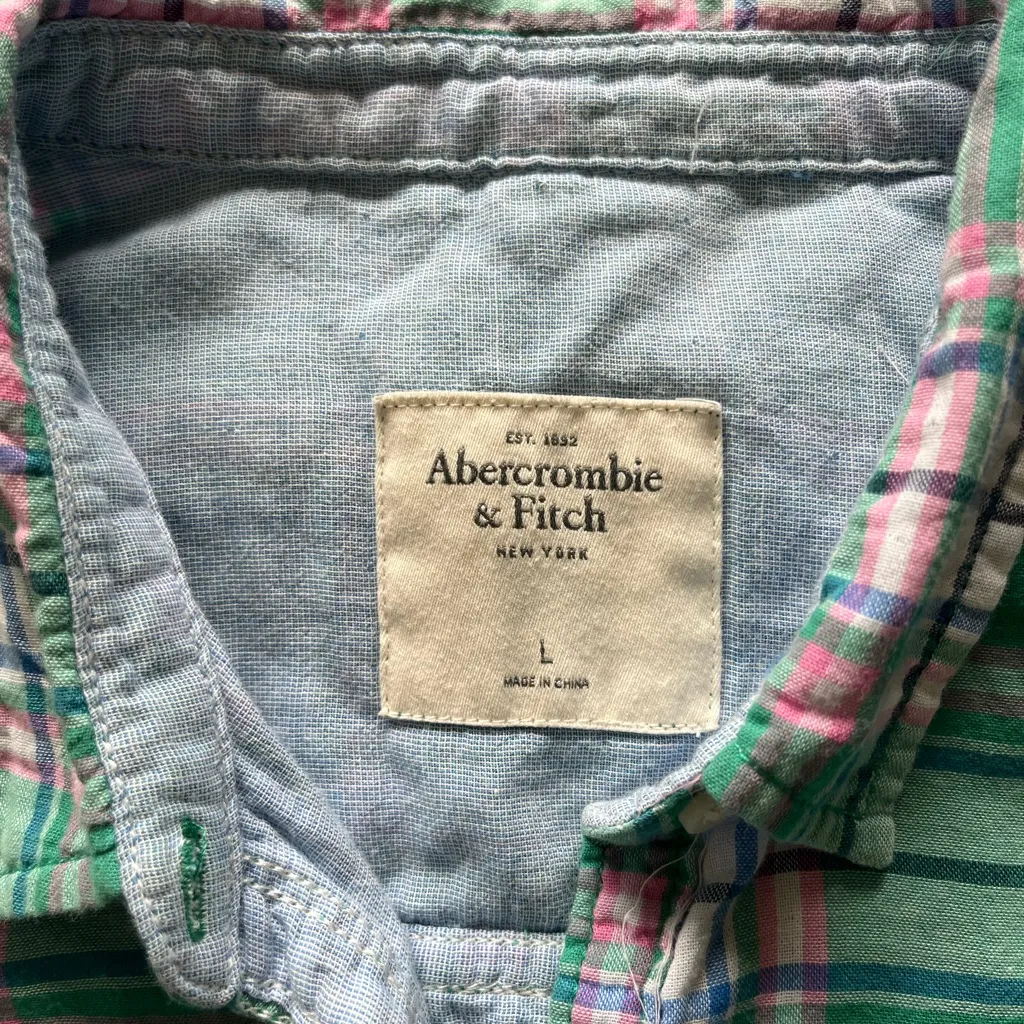 EST. 1892
Abercrombie
& Fitch
NEW YORK
L
MADE IN CHINA